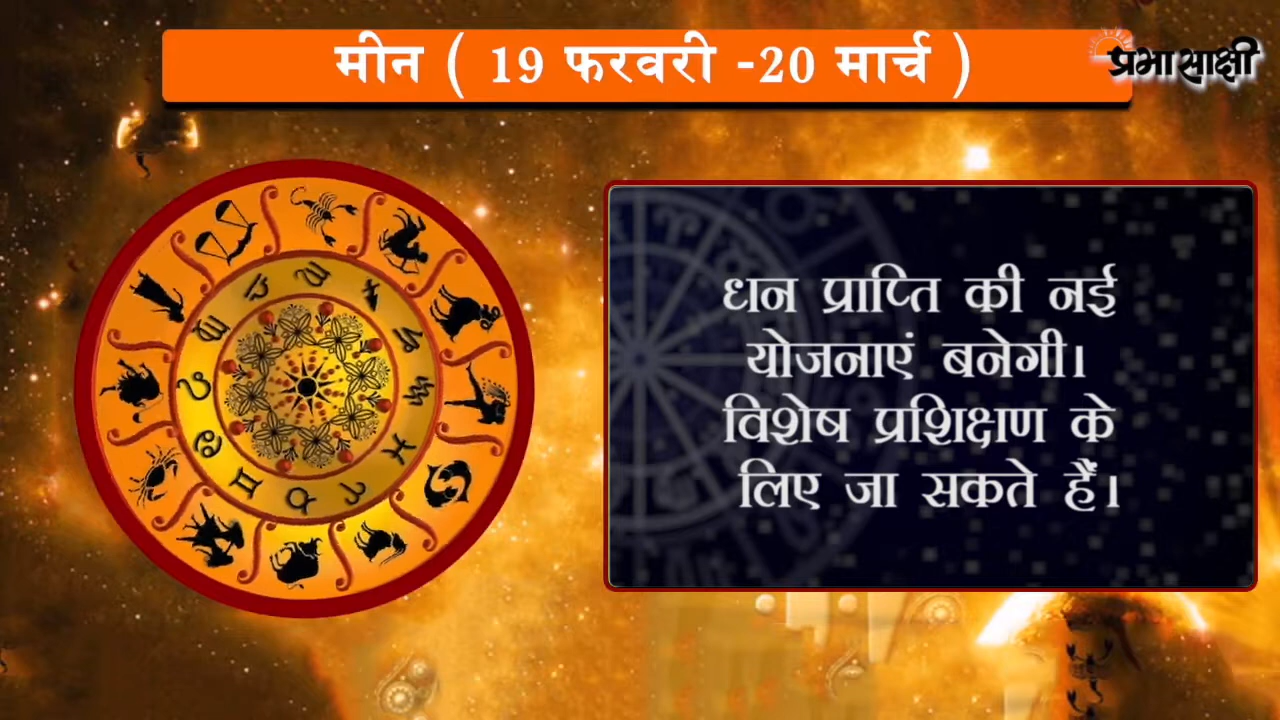 मीन ( 19 फरवरी -20 मार्च )
प्रभासाक्षी
धन प्राप्ति की नई
योजनाएं बनेगी।
विशेष प्रशिक्षण के
लिए जा सकते हैं।